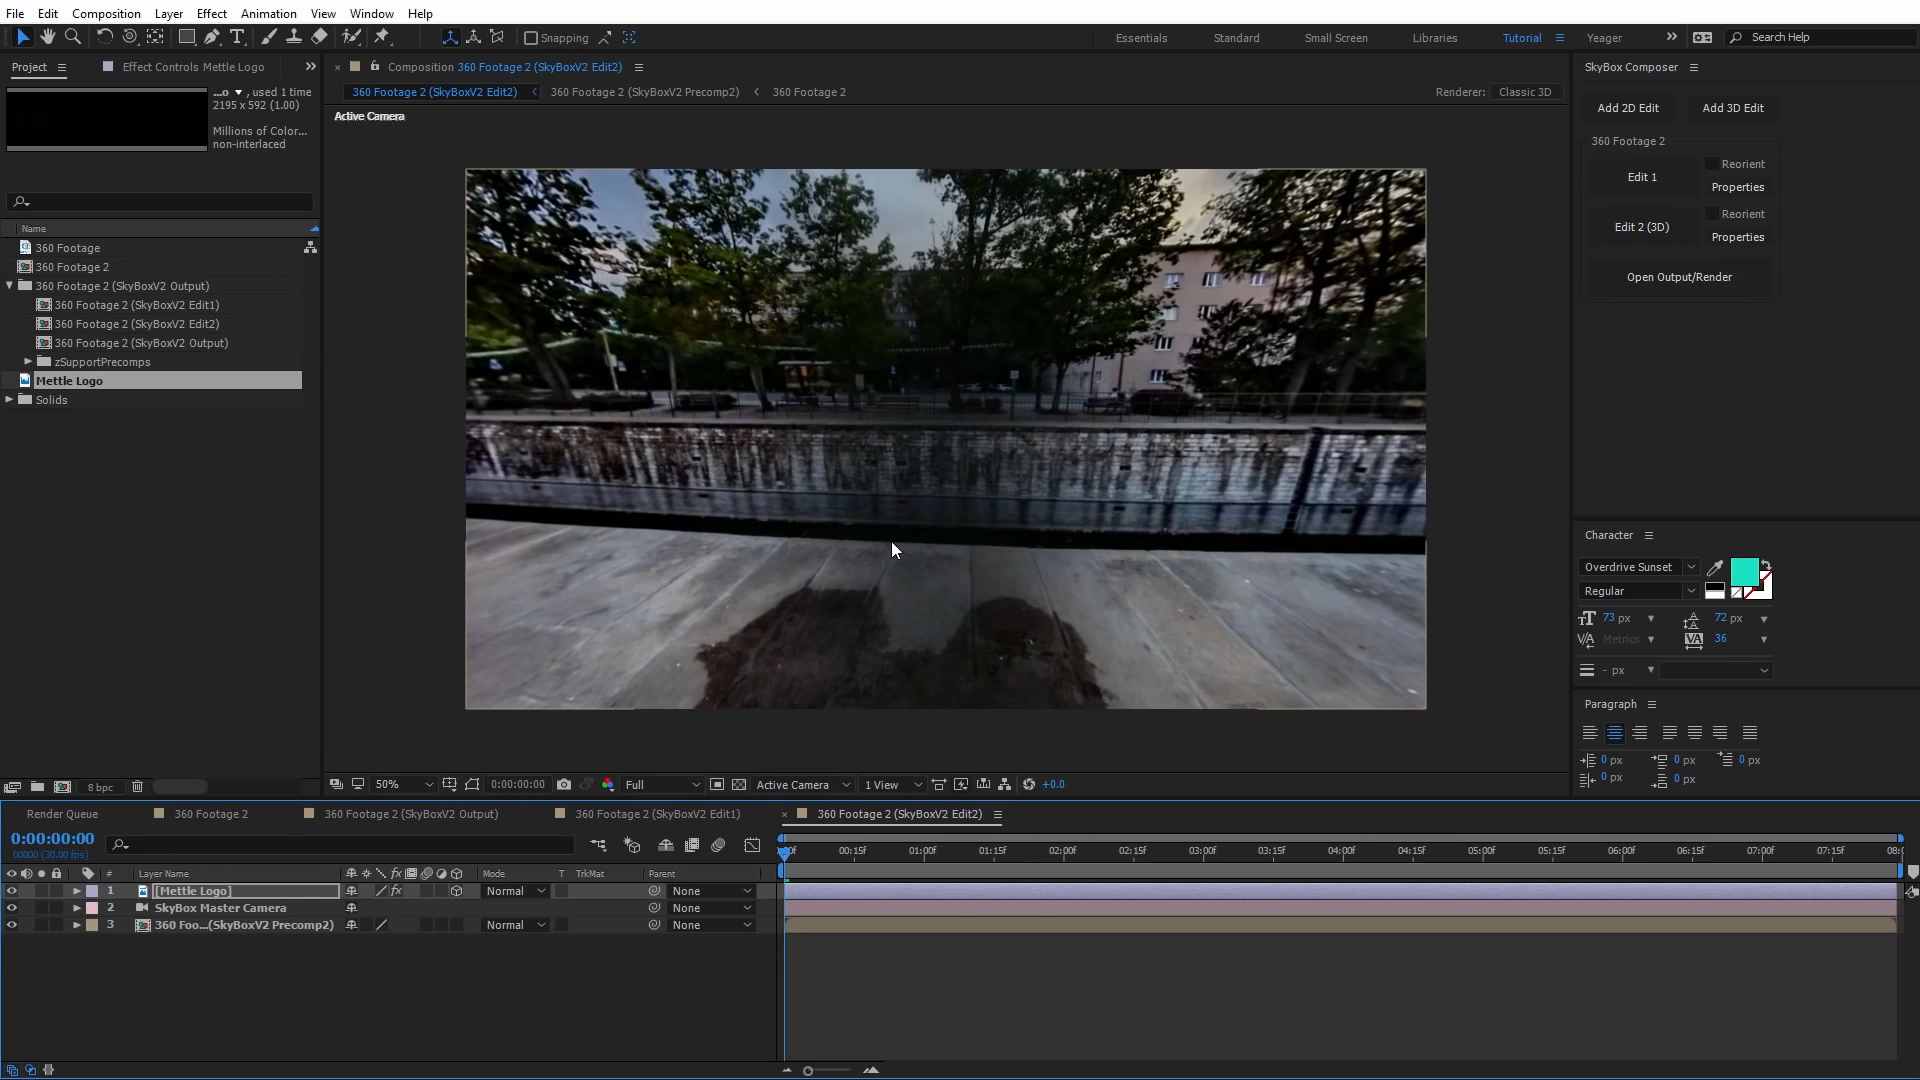 File Edit Composition Layer Effect Animation View Window Help
Snapping
Essentials Standard Small Screen Libraries Tutorial Yeager Search Help
Project Effect Controls Mettle Logo
...o , used 1 time
2195 x 592 (1.00)
Millions of Color...
non-interlaced
Name
360 Footage
360 Footage 2
360 Footage 2 (SkyBoxV2 Output)
360 Footage 2 (SkyBoxV2 Edit1)
360 Footage 2 (SkyBoxV2 Edit2)
360 Footage 2 (SkyBoxV2 Output)
zSupportPrecomps
Mettle Logo
Solids
8 bpc
Composition 360 Footage 2 (SkyBoxV2 Edit2)
360 Footage 2 (SkyBoxV2 Edit2) 360 Footage 2 (SkyBoxV2 Precomp2) 360 Footage 2
Renderer: Classic 3D
Active Camera
50% 0:00:00:00 Full Active Camera 1 View +0.0
SkyBox Composer
Add 2D Edit Add 3D Edit
360 Footage 2
Edit 1 Reorient
Properties
Edit 2 (3D) Reorient
Properties
Open Output/Render
Character
Overdrive Sunset
Regular
73 px 72 px
Metrics 36
- px
Paragraph
0 px 0 px 0 px
0 px 0 px
Render Queue 360 Footage 2 360 Footage 2 (SkyBoxV2 Output) 360 Footage 2 (SkyBoxV2 Edit1) 360 Footage 2 (SkyBoxV2 Edit2)
0:00:00:00
00000 (30.00 fps)
00:15f 01:00f 01:15f 02:00f 02:15f 03:00f 03:15f 04:00f 04:15f 05:00f 05:15f 06:00f 06:15f 07:00f 07:15f
# Layer Name Mode T TrkMat Parent
1 [Mettle Logo] fx Normal None
2 SkyBox Master Camera None
3 360 Foo...(SkyBoxV2 Precomp2) Normal None